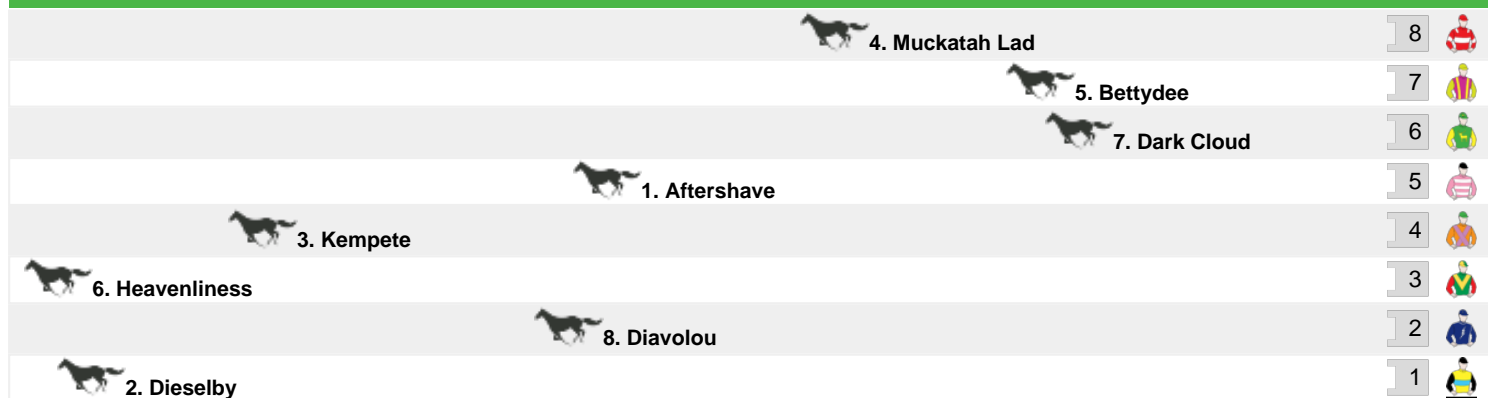 4. Muckatah Lad 8
5. Bettydee 7
7. Dark Cloud 6
1. Aftershave 5
3. Kempete 4
6. Heavenliness 3
8. Diavolou 2
2. Dieselby 1